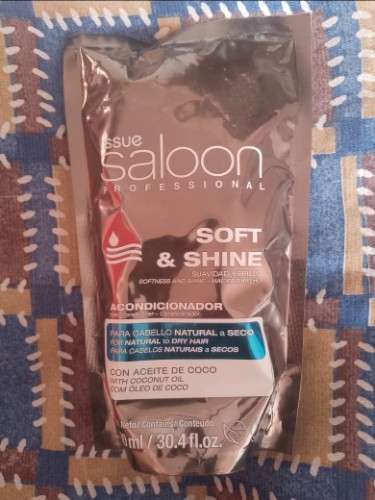 ssue
saloon
PROFESSIONAL
SOFT
& SHINE
SUAVIDAD
SOFTNESS AND SHINE
ACONDICIONADOR
PARA CABELLO NATURAL a SECO
FOR NATURAL to DRY HAIR
PARA CABELOS NATURAIS a SECOS
CON ACEITE DE COCO
WITH COCONUT OIL
COM ÓLEO DE COCO
Conteúdo
ml / 30.4 fl.oz.